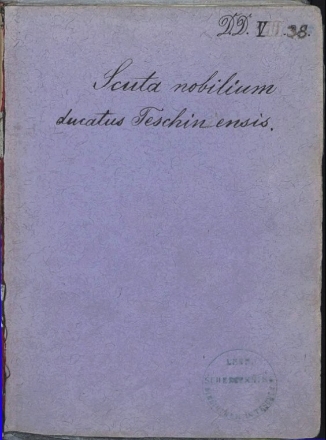 DD. V 38.
Scuta nobilium
ducatus Teschinensis.